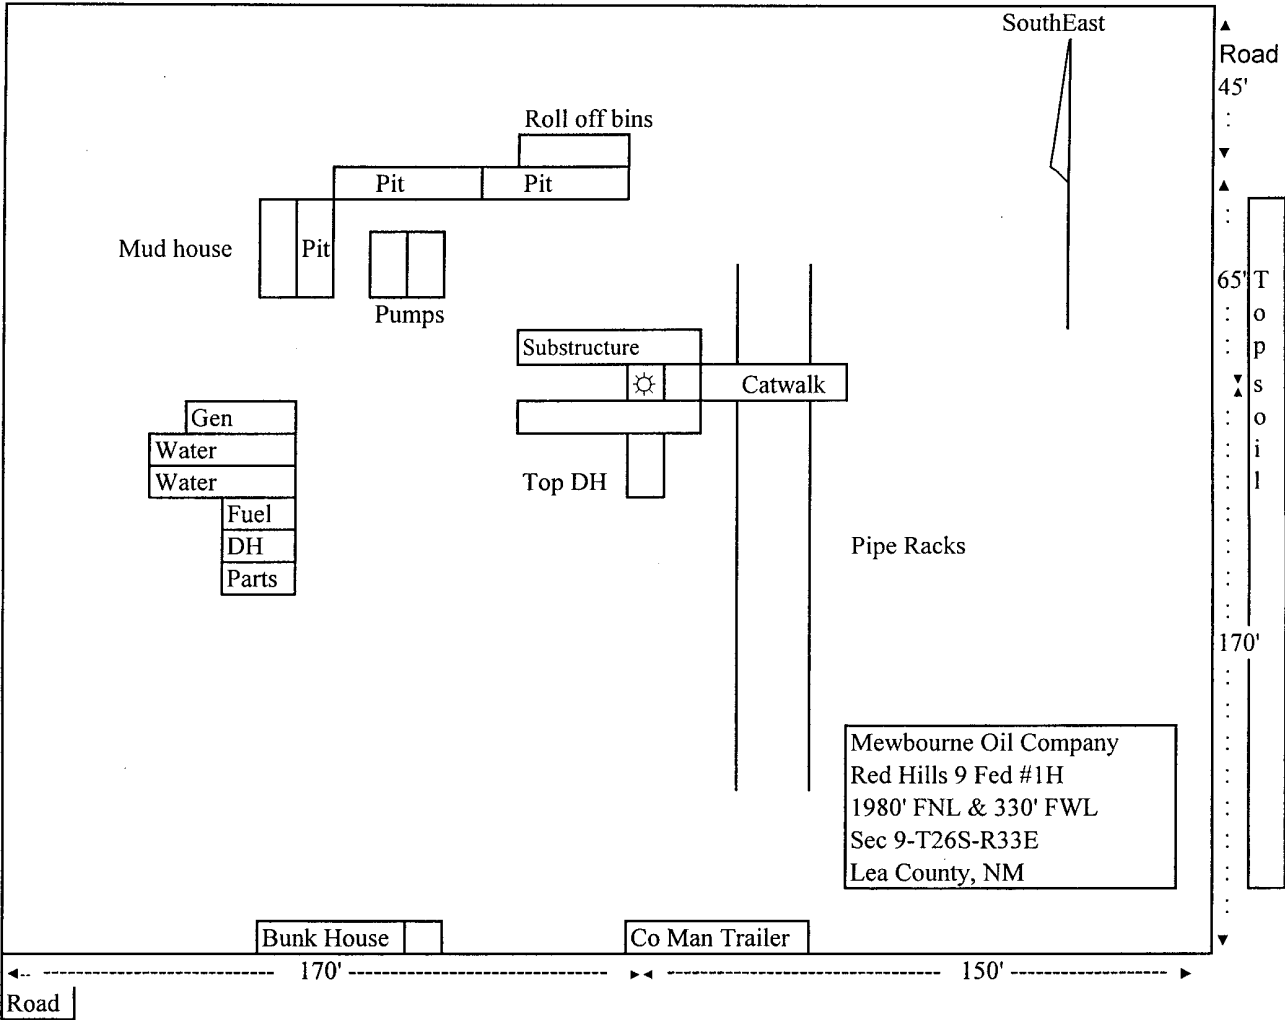 SouthEast
Road
45'
Roll off bins
Pit Pit
Mud house Pit
Pumps
65'
Topsoil
Substructure
Catwalk
Gen
Water
Water
Top DH
Fuel
DH
Parts
Pipe Racks
170'
Mewbourne Oil Company
Red Hills 9 Fed #1H
1980' FNL & 330' FWL
Sec 9-T26S-R33E
Lea County, NM
Bunk House
Co Man Trailer
170' 150'
Road